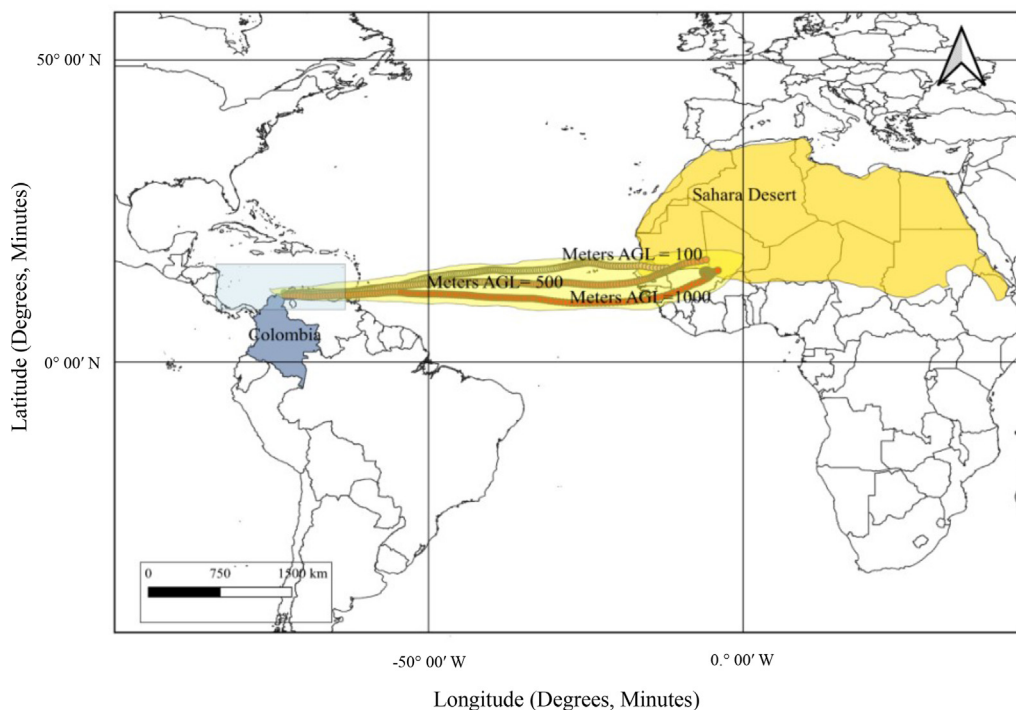 50° 00′ N
Sahara Desert
Meters AGL = 100
Meters AGL= 500
Meters AGL=1000
Colombia
0° 00′ N
Latitude (Degrees, Minutes)
0 750 1500 km
-50° 00′ W 0.° 00′ W
Longitude (Degrees, Minutes)